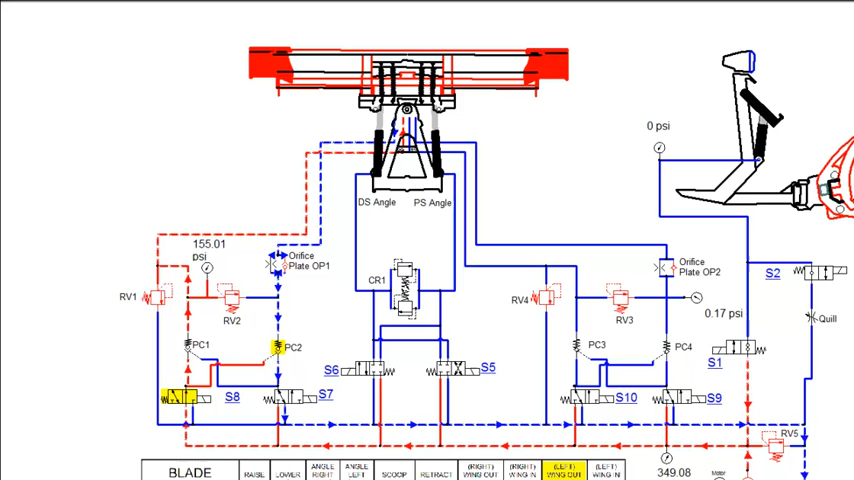 0 psi
DS Angle
PS Angle
155.01
psi
Orifice
Plate OP1
Orifice
Plate OP2
S2
CR1
RV1
RV2
RV4
RV3
0.17 psi
Quill
PC1
PC2
PC3
PC4
S1
S6
S5
S8
S7
S10
S9
RV5
BLADE
RAISE
LOWER
ANGLE
RIGHT
ANGLE
LEFT
SCOOP
RETRACT
(RIGHT)
WING OUT
(RIGHT)
WING IN
(LEFT)
WING OUT
(LEFT)
WING IN
349.08
Motor